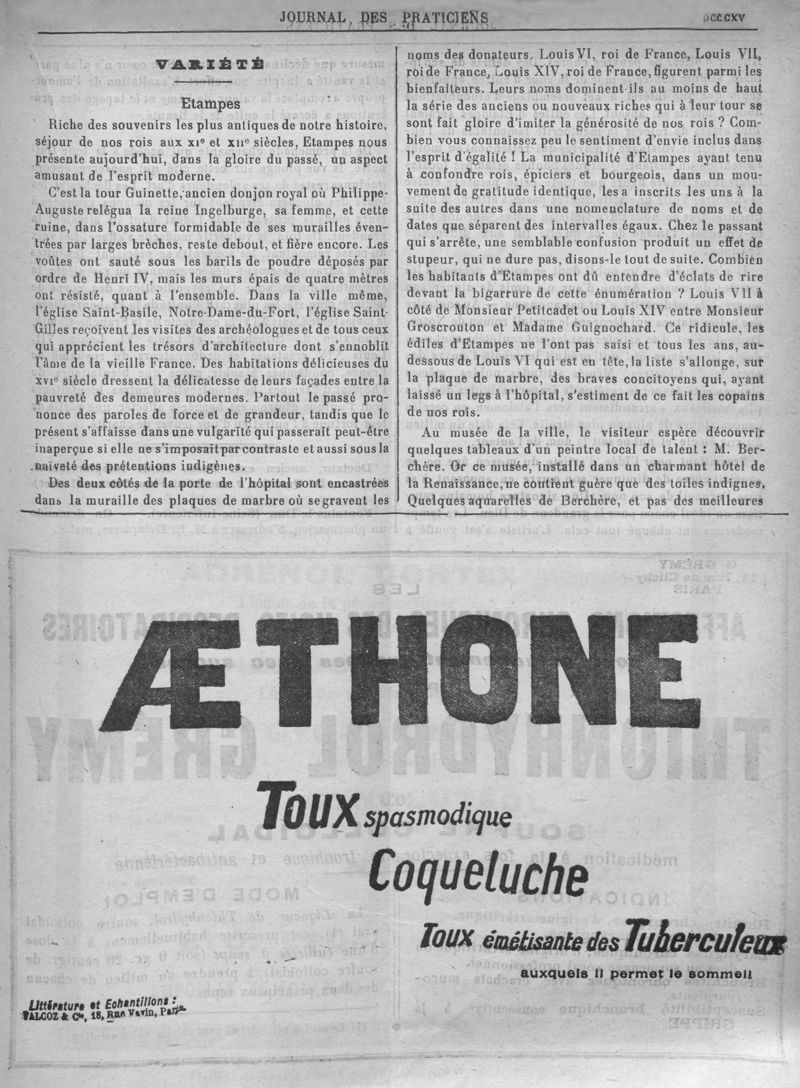 JOURNAL DES PRATICIENS
DCCCXV
VARIÉTÉ
Etampes
Riche des souvenirs les plus antiques de notre histoire,
séjour de nos rois aux XIe et XIIe siècles, Etampes nous
présente aujourd'hui, dans la gloire du passé, un aspect
amusant de l'esprit moderne.
C'est la tour Guinette, ancien donjon royal où Philippe-
Auguste relégua la reine Ingelburge, sa femme, et cette
ruine, dans l'ossature formidable de ses murailles éven-
trées par larges brèches, reste debout, et fière encore. Les
voûtes ont sauté sous les barils de poudre déposés par
ordre de Henri IV, mais les murs épais de quatre mètres
ont résisté, quant à l'ensemble. Dans la ville même,
l'église Saint-Basile, Notre-Dame-du-Fort, l'église Saint-
Gilles reçoivent les visites des archéologues et de tous ceux
qui apprécient les trésors d'architecture dont s'ennoblit
l'âme de la vieille France. Des habitations délicieuses du
XVIe siècle dressent la délicatesse de leurs façades entre la
pauvreté des demeures modernes. Partout le passé pro-
nonce des paroles de force et de grandeur, tandis que le
présent s'affaisse dans une vulgarité qui passerait peut-être
inaperçue si elle ne s'imposait par contraste et aussi sous la
naïveté des prétentions indigènes.
Des deux côtés de la porte de l'hôpital sont encastrées
dans la muraille des plaques de marbre où se gravent les
noms des donateurs. Louis VI, roi de France, Louis VII,
roi de France, Louis XIV, roi de France, figurent parmi les
bienfaiteurs. Leurs noms dominent-ils au moins de haut
la série des anciens ou nouveaux riches qui à leur tour se
sont fait gloire d'imiter la générosité de nos rois ? Com-
bien vous connaissez peu le sentiment d'envie inclus dans
l'esprit d'égalité ! La municipalité d'Etampes ayant tenu
à confondre rois, épiciers et bourgeois, dans un mou-
vement de gratitude identique, les a inscrits les uns à la
suite des autres dans une nomenclature de noms et de
dates que séparent des intervalles égaux. Chez le passant
qui s'arrête, une semblable confusion produit un effet de
stupeur, qui ne dure pas, disons-le tout de suite. Combien
les habitants d'Etampes ont dû entendre d'éclats de rire
devant la bigarrure de cette énumération ? Louis VII à
côté de Monsieur Petitcadet ou Louis XIV entre Monsieur
Groscrouton et Madame Guignochard. Ce ridicule, les
édiles d'Etampes ne l'ont pas saisi et tous les ans, au-
dessous de Louis VI qui est en tête, la liste s'allonge, sur
la plaque de marbre, des braves concitoyens qui, ayant
laissé un legs à l'hôpital, s'estiment de ce fait les copains
de nos rois.
Au musée de la ville, le visiteur espère découvrir
quelques tableaux d'un peintre local de talent : M. Ber-
chère. Or ce musée, installé dans un charmant hôtel de
la Renaissance, ne contient guère que des toiles indignes.
Quelques aquarelles de Berchère, et pas des meilleures
ÆTHONE
Toux spasmodique
Coqueluche
Toux émétisante des Tuberculeux
auxquels il permet le sommeil
Littérature et Echantillons :
FALCOZ & Cie, 18, Rue Vavin, Paris.